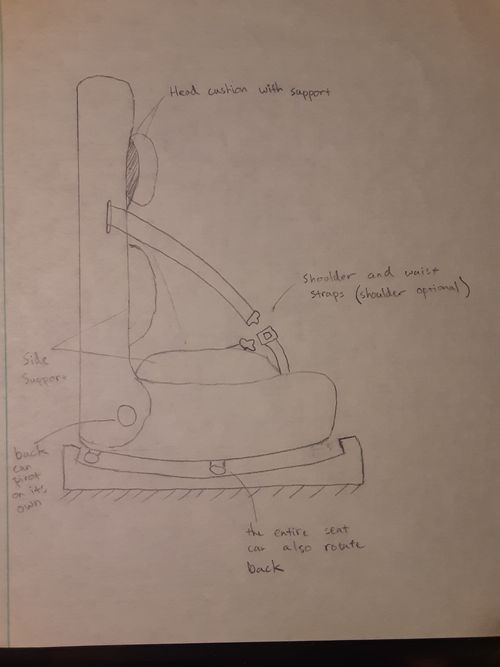 Head cushion with support
shoulder and waist
straps (shoulder optional)
Side
Support
back
can
pivot
on its
own
the entire seat
can also rotate
back